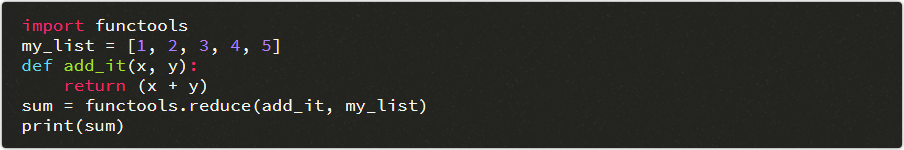 import functools
my_list = [1, 2, 3, 4, 5]
def add_it(x, y):
    return (x + y)
sum = functools.reduce(add_it, my_list)
print(sum)